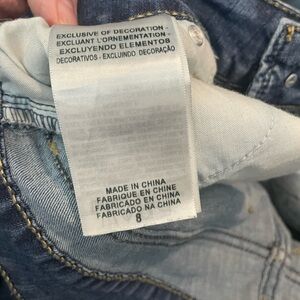 EXCLUSIVE OF DECORATION -
EXCLUANT L'ORNEMENTATION -
EXCLUYENDO ELEMENTOS
DECORATIVOS - EXCLUINDO DECORAÇÃO
MADE IN CHINA
FABRIQUE EN CHINE
FABRICADO EN CHINA
FABRICADO NA CHINA
8